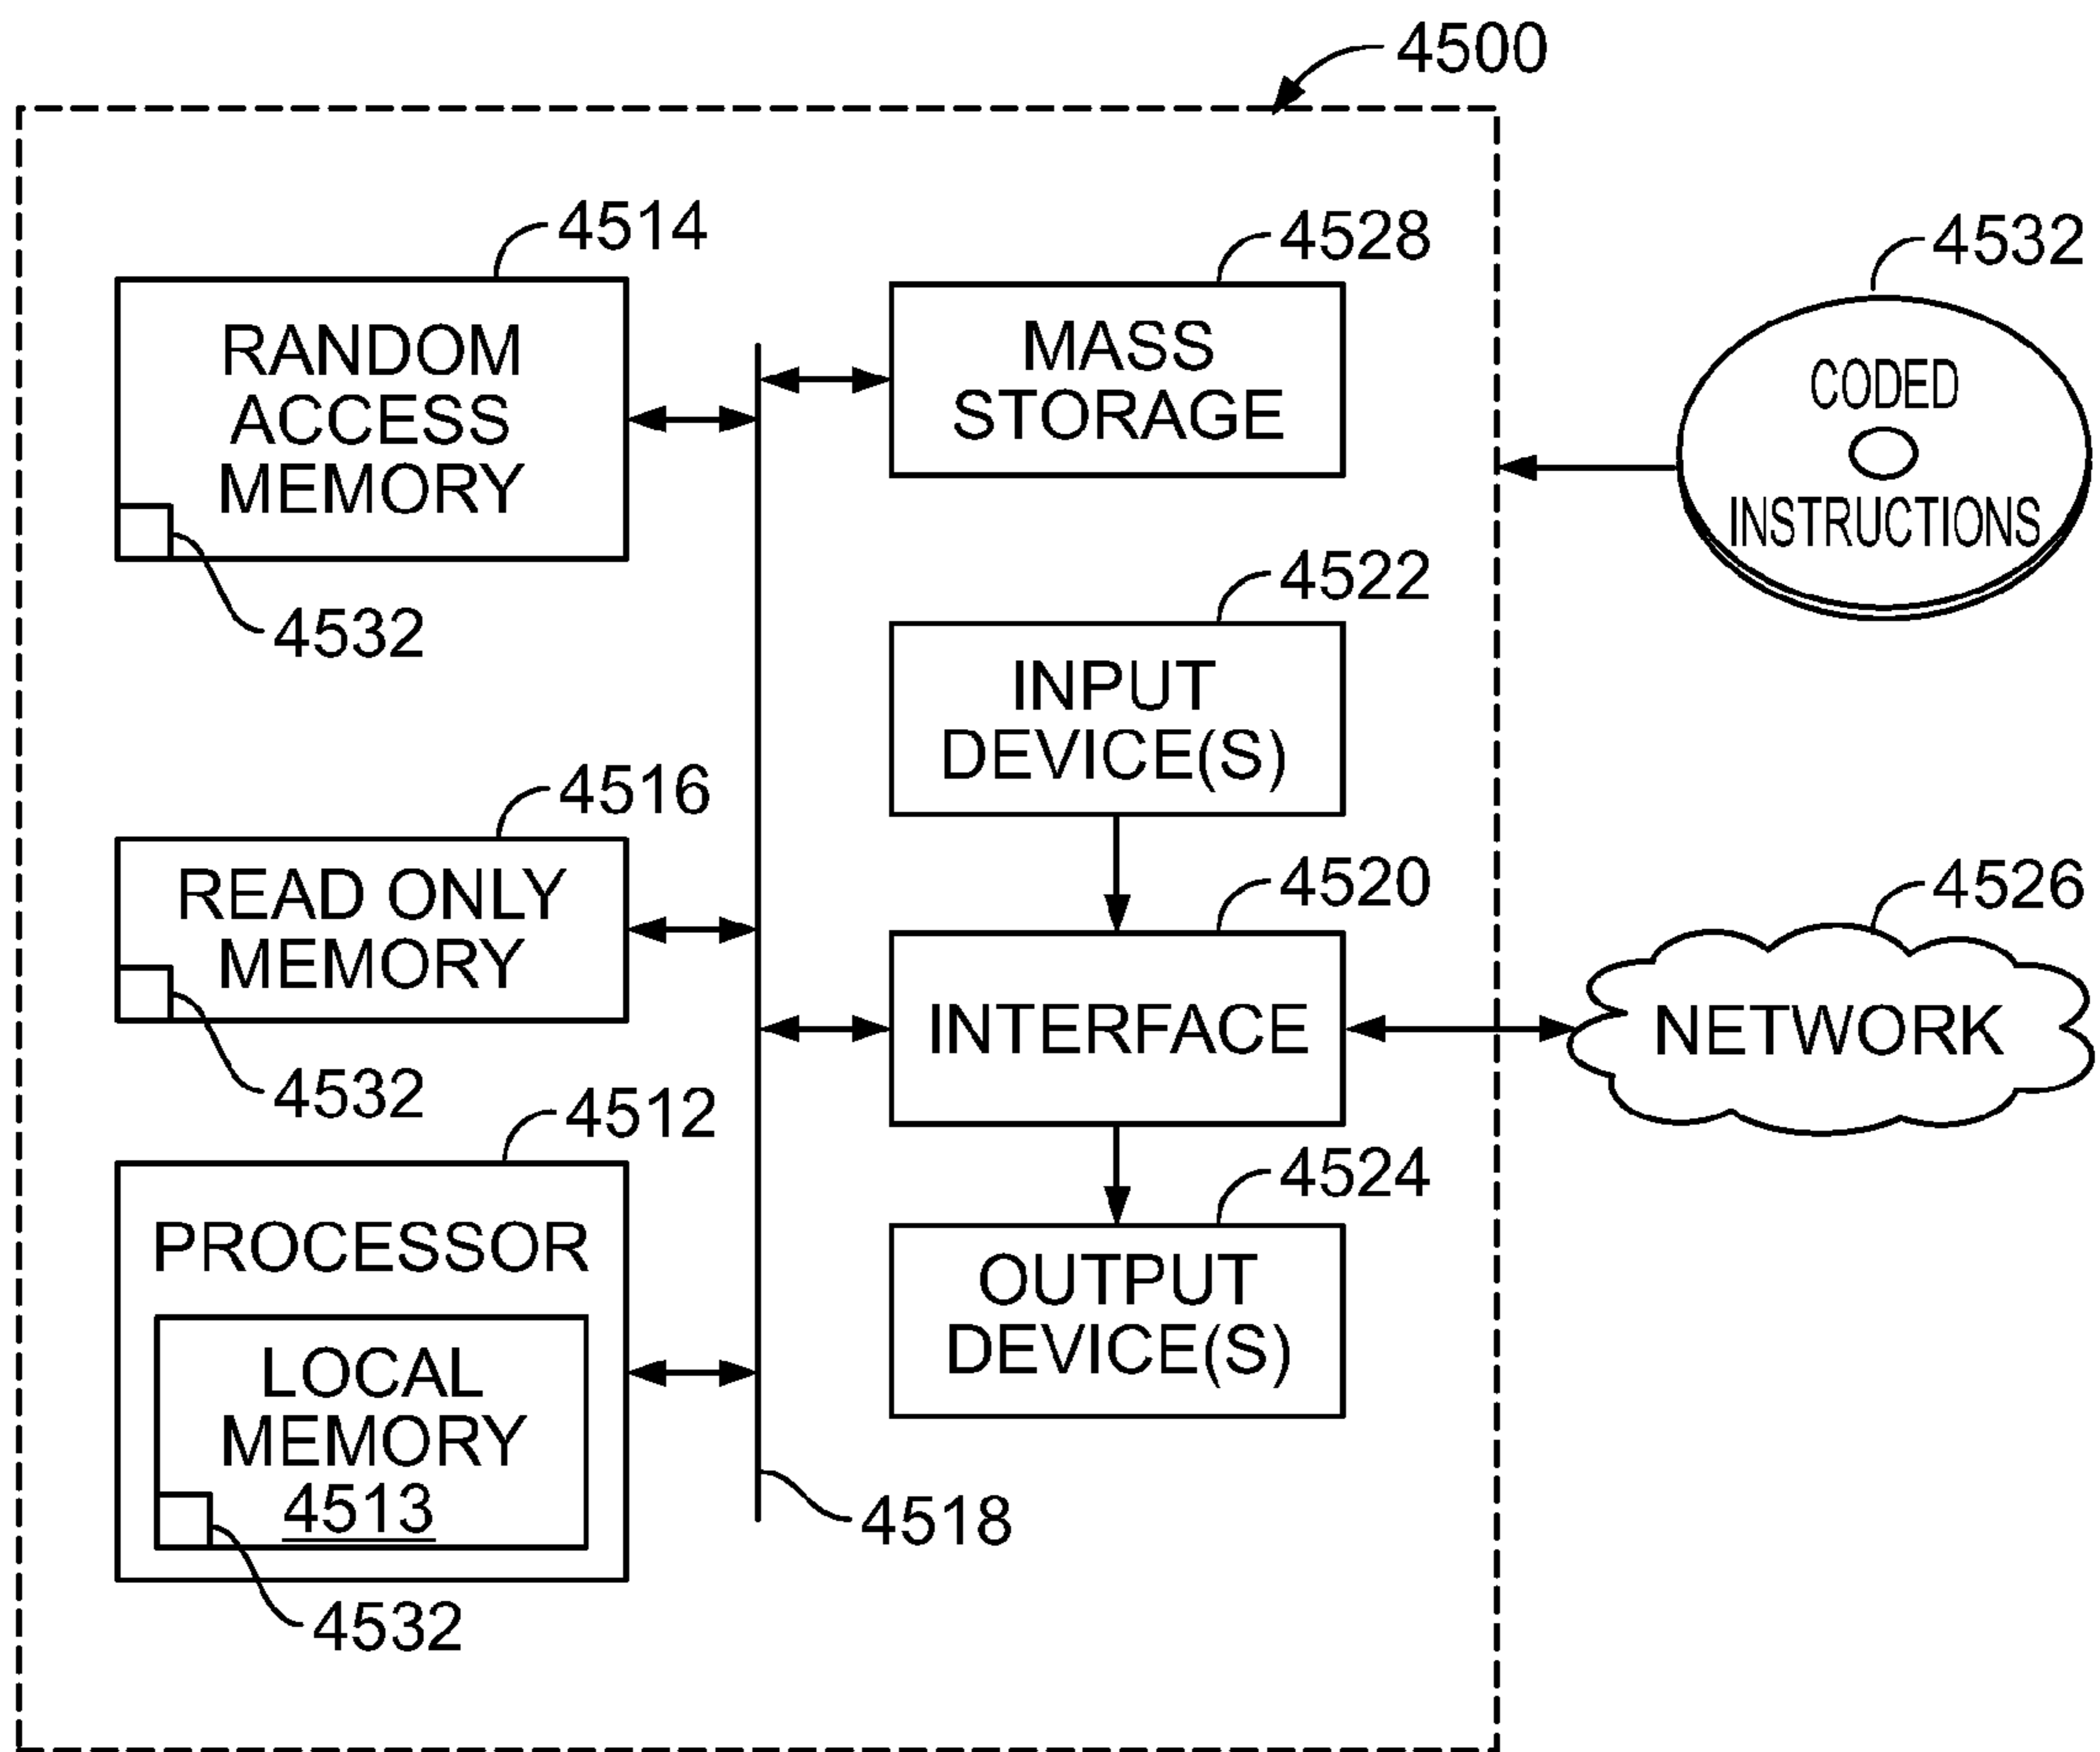 4500
4514
RANDOM
ACCESS
MEMORY
4532
4516
READ ONLY
MEMORY
4532
4512
PROCESSOR
LOCAL
MEMORY
4513
4532
4518
4528
MASS
STORAGE
4522
INPUT
DEVICE(S)
4520
INTERFACE
4524
OUTPUT
DEVICE(S)
4532
CODED
INSTRUCTIONS
4526
NETWORK